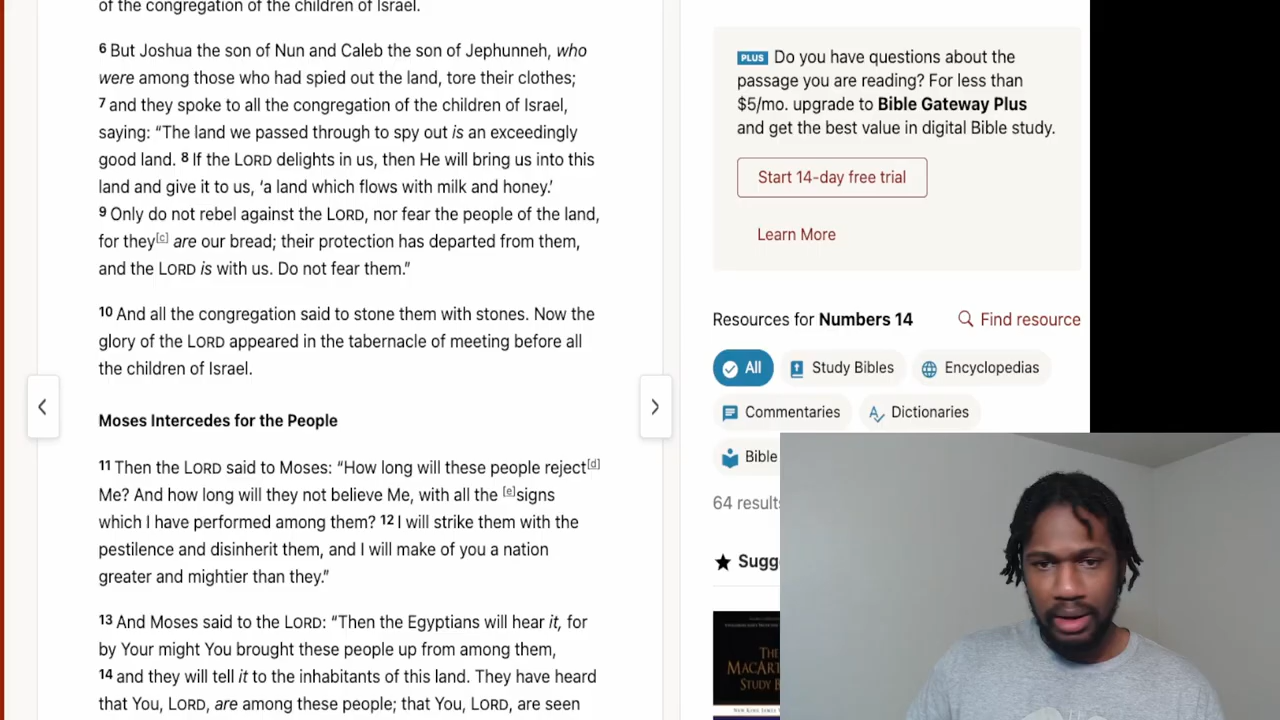 of the congregation of the children of Israel.
6 But Joshua the son of Nun and Caleb the son of Jephunneh, who
were among those who had spied out the land, tore their clothes;
7 and they spoke to all the congregation of the children of Israel,
saying: “The land we passed through to spy out is an exceedingly
good land. 8 If the LORD delights in us, then He will bring us into this
land and give it to us, ‘a land which flows with milk and honey.’
9 Only do not rebel against the LORD, nor fear the people of the land,
for they[c] are our bread; their protection has departed from them,
and the LORD is with us. Do not fear them.”
10 And all the congregation said to stone them with stones. Now the
glory of the LORD appeared in the tabernacle of meeting before all
the children of Israel.
Moses Intercedes for the People
11 Then the LORD said to Moses: “How long will these people reject[d]
Me? And how long will they not believe Me, with all the [e]signs
which I have performed among them? 12 I will strike them with the
pestilence and disinherit them, and I will make of you a nation
greater and mightier than they.”
13 And Moses said to the LORD: “Then the Egyptians will hear it, for
by Your might You brought these people up from among them,
14 and they will tell it to the inhabitants of this land. They have heard
that You, LORD, are among these people; that You, LORD, are seen
PLUS Do you have questions about the
passage you are reading? For less than
$5/mo. upgrade to Bible Gateway Plus
and get the best value in digital Bible study.
Start 14-day free trial
Learn More
Resources for Numbers 14
Find resource
All
Study Bibles
Encyclopedias
Commentaries
Dictionaries
Bible
64 results
Sugg
THE
MACART
STUDY B